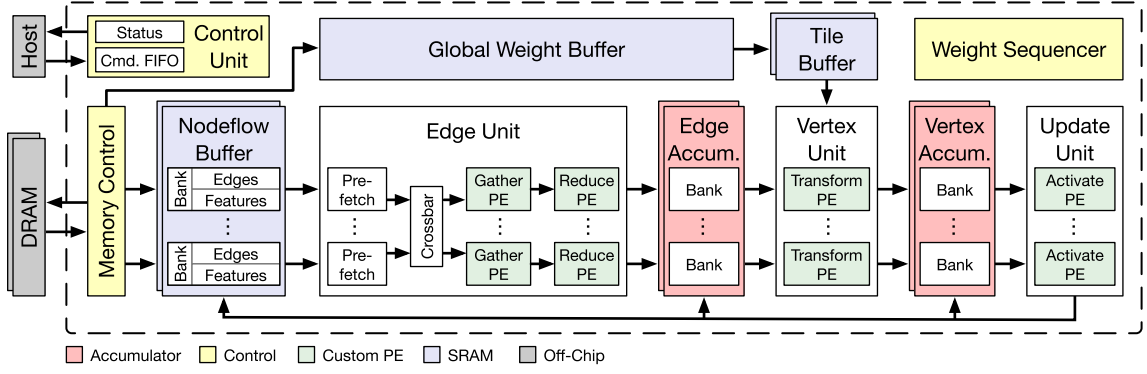 Host
Status
Cmd. FIFO
Control
Unit
Global Weight Buffer
Tile
Buffer
Weight Sequencer
DRAM
Memory Control
Nodeflow
Buffer
Bank
Edges
Features
⋮
Bank
Edges
Features
Edge Unit
Pre-
fetch
⋮
Pre-
fetch
Crossbar
Gather
PE
⋮
Gather
PE
Reduce
PE
⋮
Reduce
PE
Edge
Accum.
Bank
⋮
Bank
Vertex
Unit
Transform
PE
⋮
Transform
PE
Vertex
Accum.
Bank
⋮
Bank
Update
Unit
Activate
PE
⋮
Activate
PE
Accumulator
Control
Custom PE
SRAM
Off-Chip